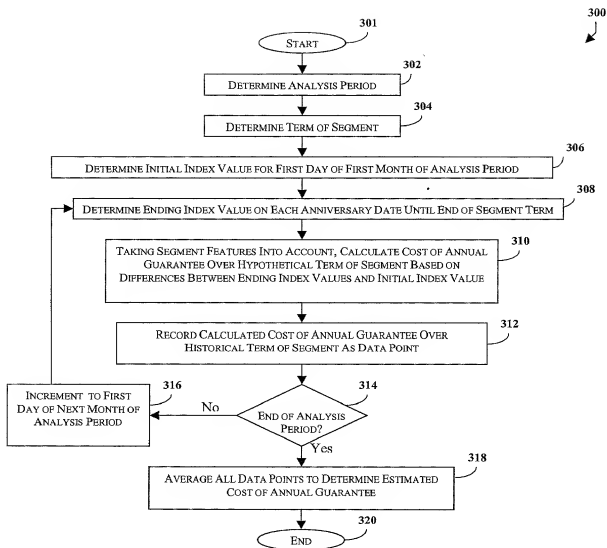 300
301
START
302
DETERMINE ANALYSIS PERIOD
304
DETERMINE TERM OF SEGMENT
306
DETERMINE INITIAL INDEX VALUE FOR FIRST DAY OF FIRST MONTH OF ANALYSIS PERIOD
308
DETERMINE ENDING INDEX VALUE ON EACH ANNIVERSARY DATE UNTIL END OF SEGMENT TERM
310
TAKING SEGMENT FEATURES INTO ACCOUNT, CALCULATE COST OF ANNUAL
GUARANTEE OVER HYPOTHETICAL TERM OF SEGMENT BASED ON
DIFFERENCES BETWEEN ENDING INDEX VALUES AND INITIAL INDEX VALUE
312
RECORD CALCULATED COST OF ANNUAL GUARANTEE OVER
HISTORICAL TERM OF SEGMENT AS DATA POINT
316
INCREMENT TO FIRST
DAY OF NEXT MONTH OF
ANALYSIS PERIOD
No
314
END OF ANALYSIS
PERIOD?
Yes
318
AVERAGE ALL DATA POINTS TO DETERMINE ESTIMATED
COST OF ANNUAL GUARANTEE
320
END